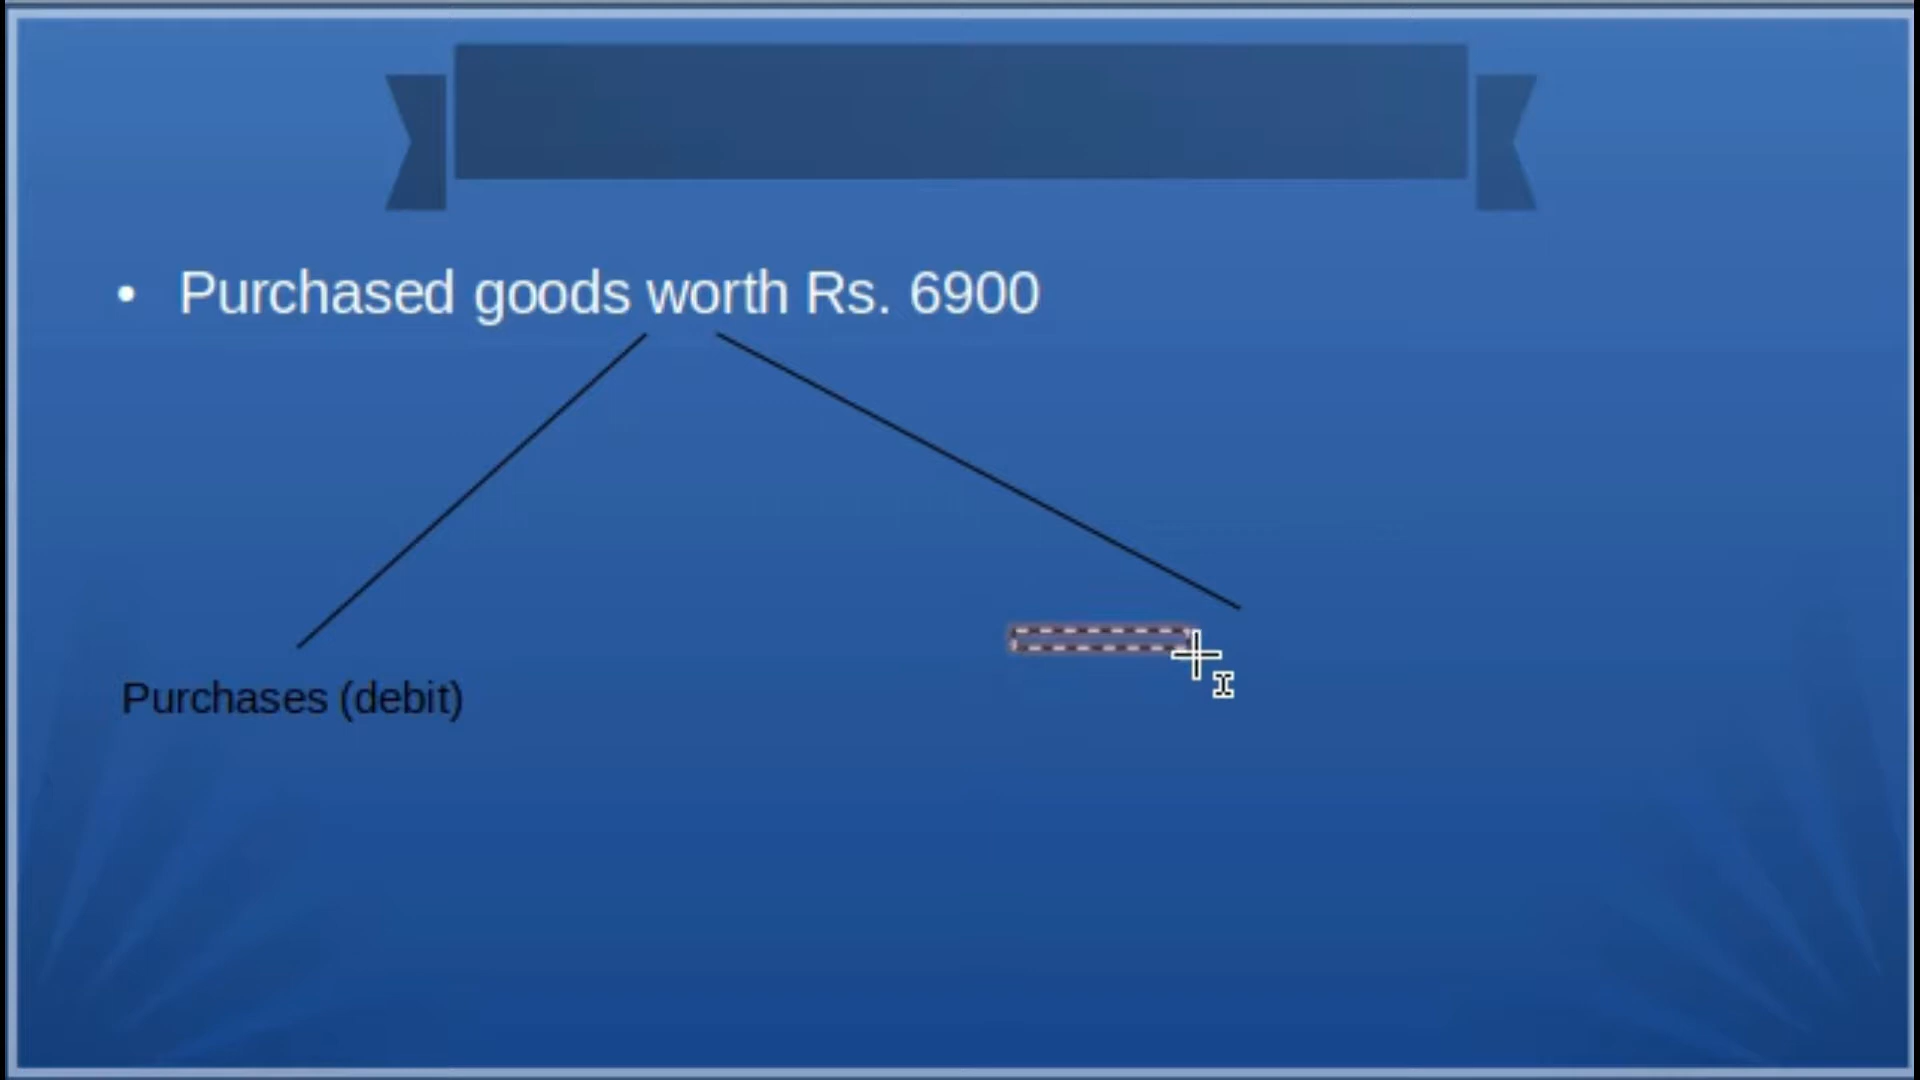 • Purchased goods worth Rs. 6900
Purchases (debit)